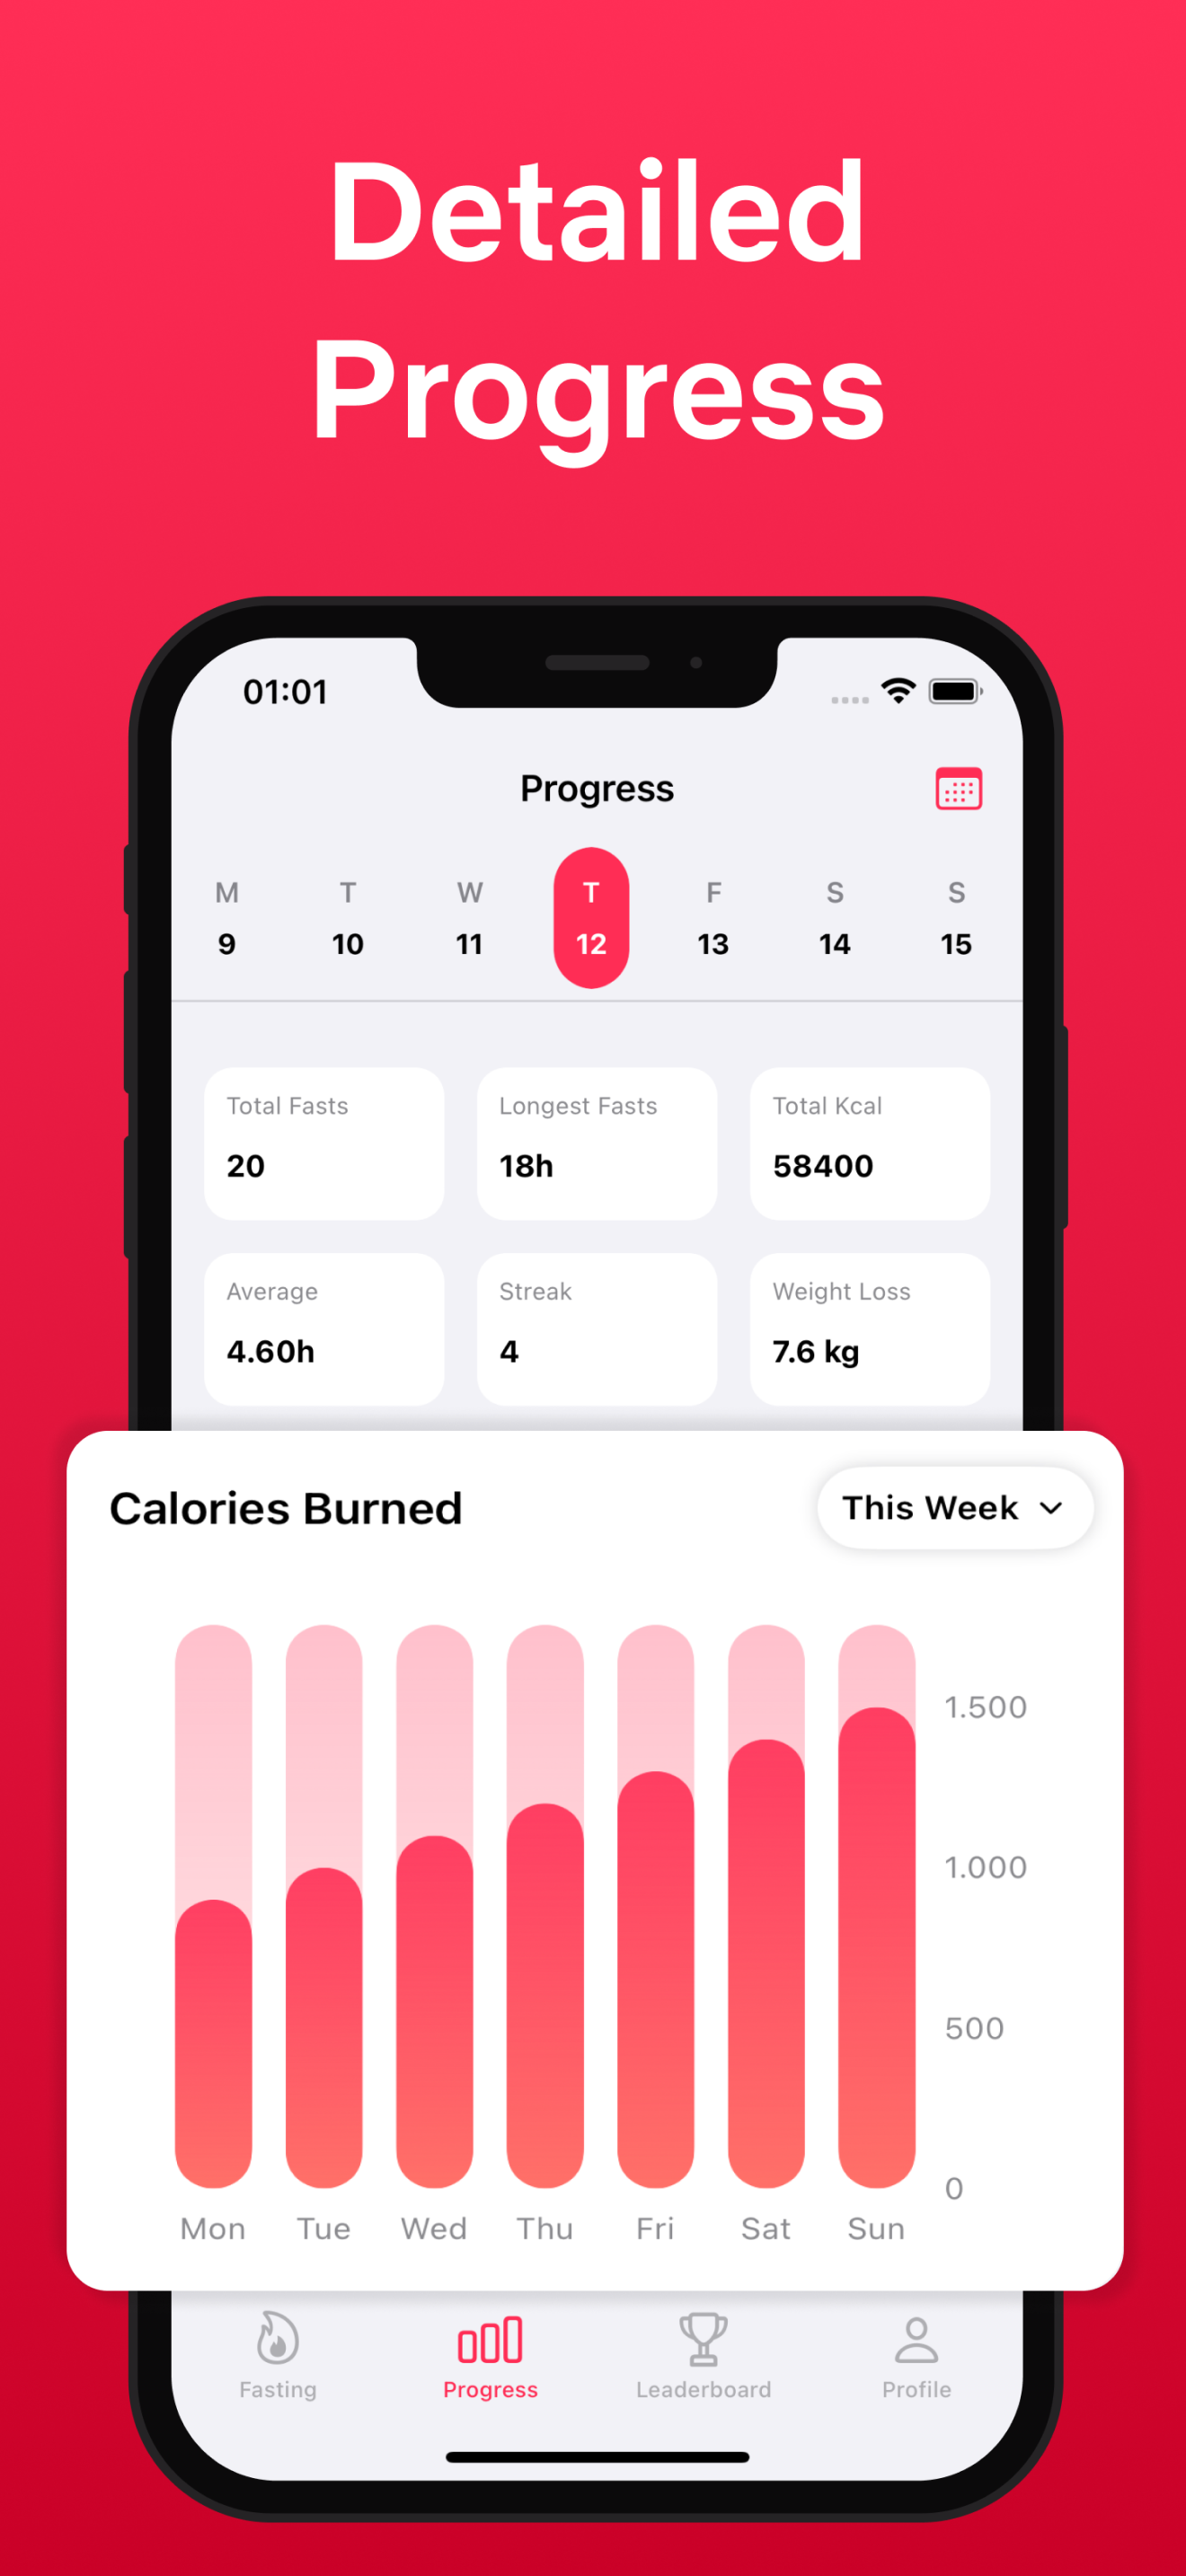 Detailed
Progress
01:01
Progress
M T W T F S S
9 10 11 12 13 14 15
Total Fasts Longest Fasts Total Kcal
20 18h 58400
Average Streak Weight Loss
4.60h 4 7.6 kg
Calories Burned This Week
1.500
1.000
500
0
Mon Tue Wed Thu Fri Sat Sun
Fasting Progress Leaderboard Profile